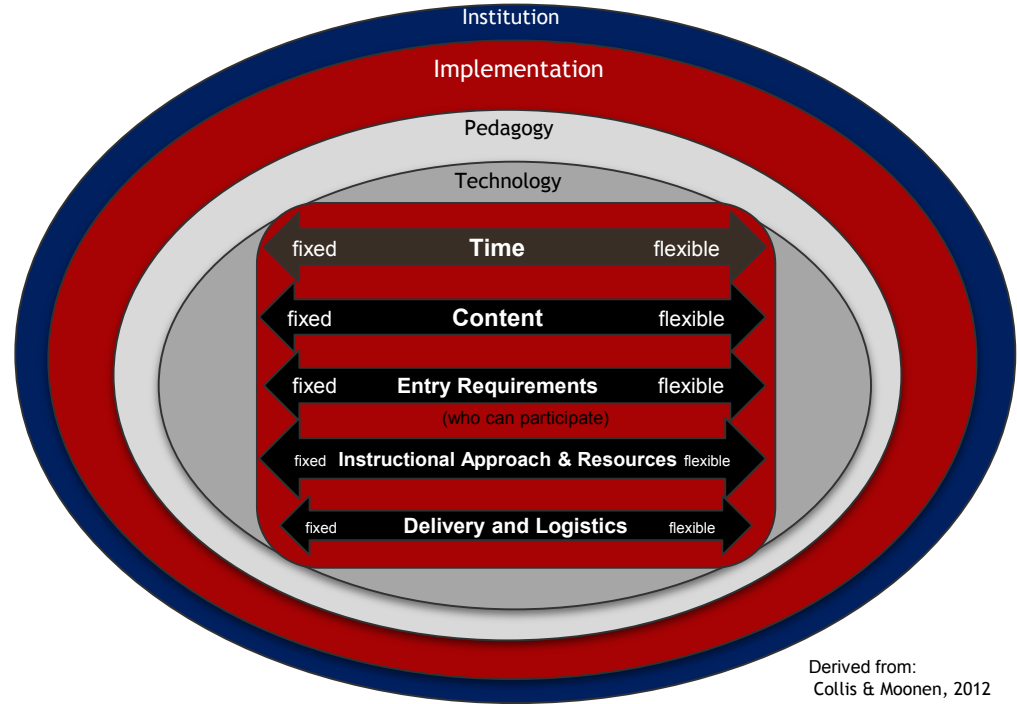 Institution
Implementation
Pedagogy
Technology
fixed Time flexible
fixed Content flexible
fixed Entry Requirements flexible
(who can participate)
fixed Instructional Approach & Resources flexible
fixed Delivery and Logistics flexible
Derived from:
Collis & Moonen, 2012